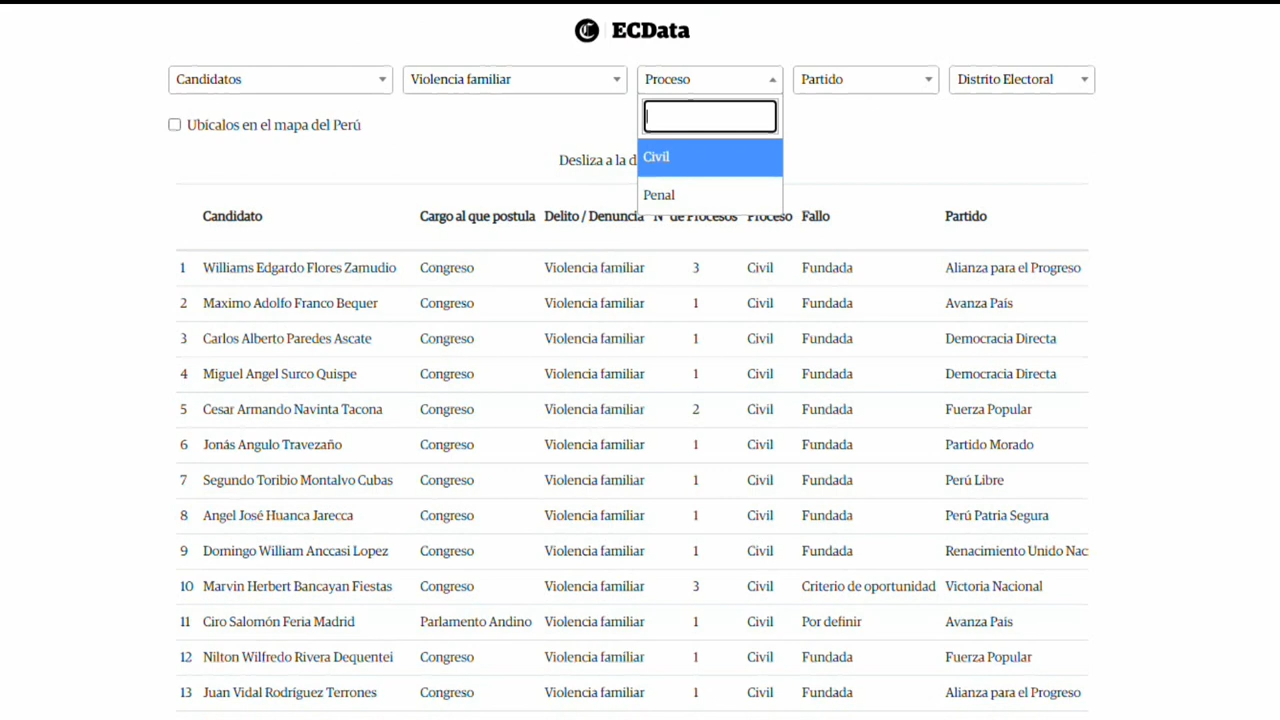 ECData
Candidatos Violencia familiar Proceso Partido Distrito Electoral
Ubícalos en el mapa del Perú
Civil
Desliza a la d
Penal
Candidato Cargo al que postula Delito / Denuncia N° de Procesos Proceso Fallo Partido
1 Williams Edgardo Flores Zamudio Congreso Violencia familiar 3 Civil Fundada Alianza para el Progreso
2 Maximo Adolfo Franco Bequer Congreso Violencia familiar 1 Civil Fundada Avanza País
3 Carlos Alberto Paredes Ascate Congreso Violencia familiar 1 Civil Fundada Democracia Directa
4 Miguel Angel Surco Quispe Congreso Violencia familiar 1 Civil Fundada Democracia Directa
5 Cesar Armando Navinta Tacona Congreso Violencia familiar 2 Civil Fundada Fuerza Popular
6 Jonás Angulo Travezaño Congreso Violencia familiar 1 Civil Fundada Partido Morado
7 Segundo Toribio Montalvo Cubas Congreso Violencia familiar 1 Civil Fundada Perú Libre
8 Angel José Huanca Jarecca Congreso Violencia familiar 1 Civil Fundada Perú Patria Segura
9 Domingo William Anccasi Lopez Congreso Violencia familiar 1 Civil Fundada Renacimiento Unido Nac
10 Marvin Herbert Bancayan Fiestas Congreso Violencia familiar 3 Civil Criterio de oportunidad Victoria Nacional
11 Ciro Salomón Feria Madrid Parlamento Andino Violencia familiar 1 Civil Por definir Avanza País
12 Nilton Wilfredo Rivera Dequentei Congreso Violencia familiar 1 Civil Fundada Fuerza Popular
13 Juan Vidal Rodríguez Terrones Congreso Violencia familiar 1 Civil Fundada Alianza para el Progreso